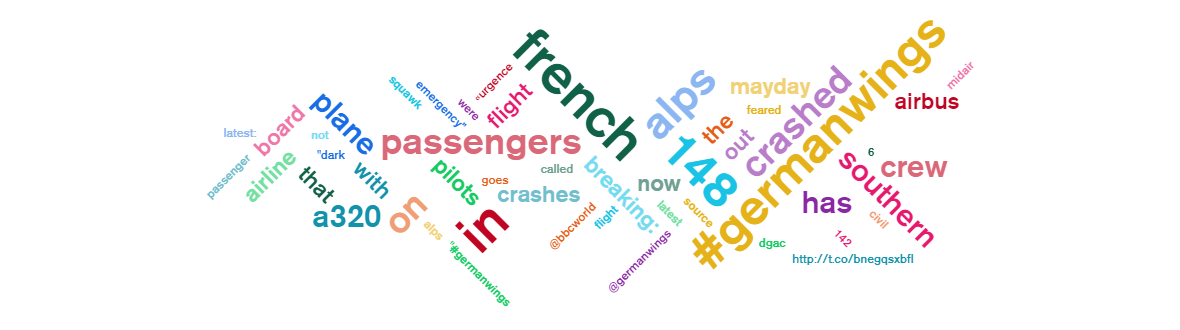 latest:
passenger
board
airline
not
"dark
plane
that
a320
with
on
alps
squawk
emergency"
were
"urgence
flight
passengers
pilots
in
"#germanwings
french
goes
called
crashes
breaking:
@bbcworld
flight
@germanwings
now
latest
source
alps
148
the
out
mayday
feared
crashed
#germanwings
dgac
has
142
http://t.co/bnegqsxbfl
civil
southern
6
crew
airbus
midair